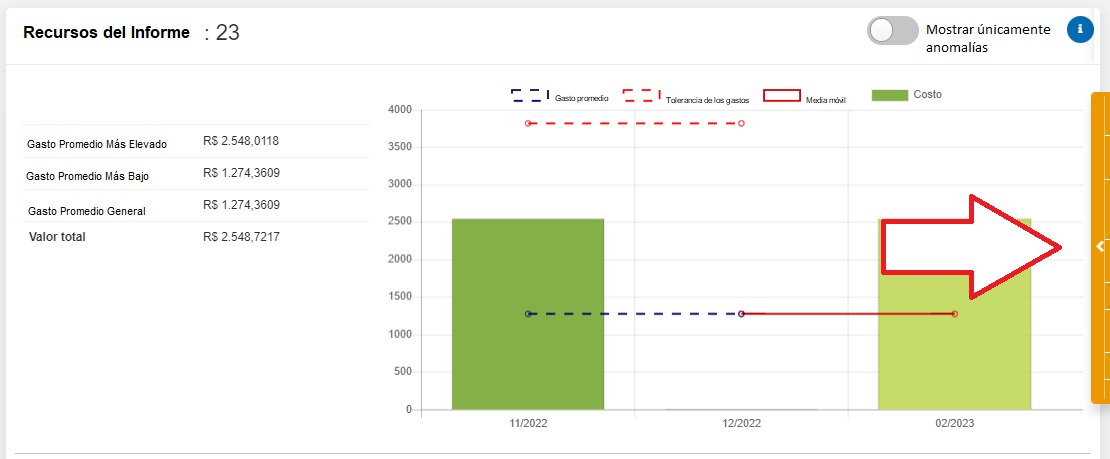 Recursos del Informe : 23
Mostrar únicamente
anomalías
i
Gasto promedio
Tolerancia de los gastos
Media móvil
Costo
Gasto Promedio Más Elevado R$ 2.548,0118
Gasto Promedio Más Bajo R$ 1.274,3609
Gasto Promedio General R$ 1.274,3609
Valor total R$ 2.548,7217
4000
3500
3000
2500
2000
1500
1000
500
0
11/2022
12/2022
02/2023